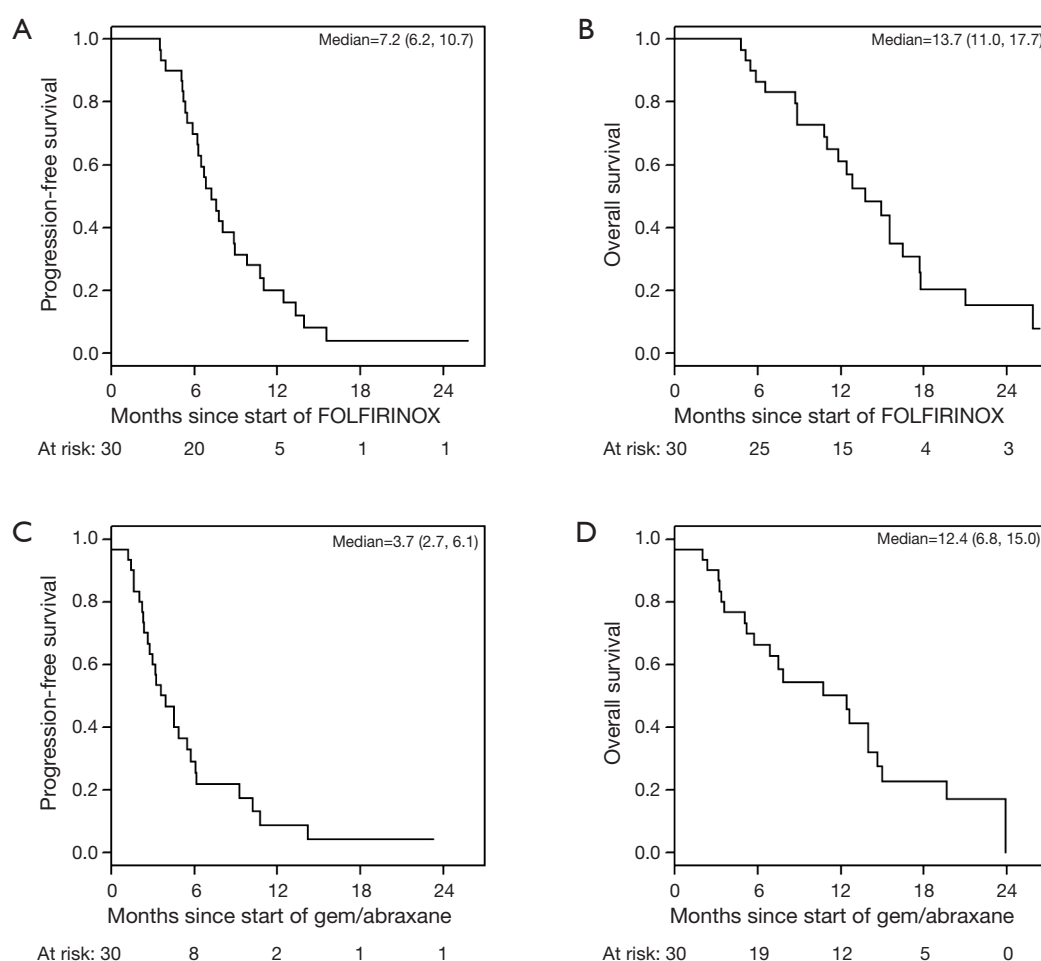 A
Median=7.2 (6.2, 10.7)
Progression-free survival
1.0
0.8
0.6
0.4
0.2
0.0
0 6 12 18 24
Months since start of FOLFIRINOX
At risk: 30 20 5 1 1
B
Median=13.7 (11.0, 17.7)
Overall survival
1.0
0.8
0.6
0.4
0.2
0.0
0 6 12 18 24
Months since start of FOLFIRINOX
At risk: 30 25 15 4 3
C
Median=3.7 (2.7, 6.1)
Progression-free survival
1.0
0.8
0.6
0.4
0.2
0.0
0 6 12 18 24
Months since start of gem/abraxane
At risk: 30 8 2 1 1
D
Median=12.4 (6.8, 15.0)
Overall survival
1.0
0.8
0.6
0.4
0.2
0.0
0 6 12 18 24
Months since start of gem/abraxane
At risk: 30 19 12 5 0